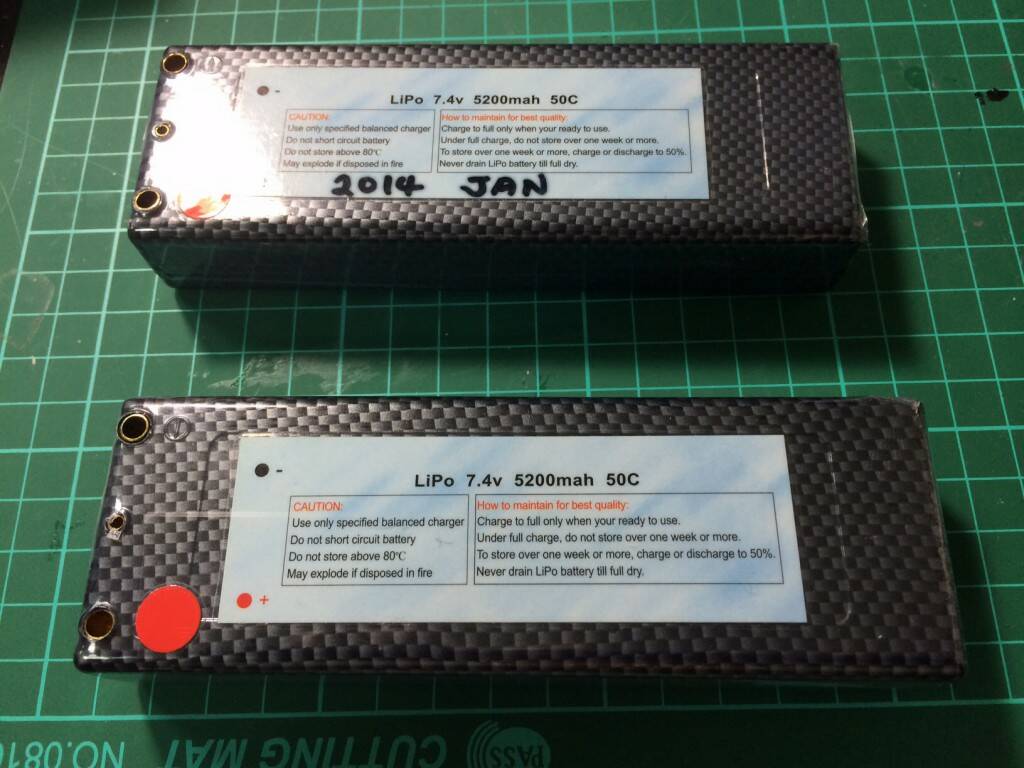 -
LiPo 7.4v 5200mah 50C
CAUTION:
Use only specified balanced charger
Do not short circuit battery
Do not store above 80℃
May explode if disposed in fire
How to maintain for best quality:
Charge to full only when your ready to use.
Under full charge, do not store over one week or more.
To store over one week or more, charge or discharge to 50%.
Never drain LiPo battery till full dry.
2014 JAN
-
LiPo 7.4v 5200mah 50C
CAUTION:
Use only specified balanced charger
Do not short circuit battery
Do not store above 80℃
May explode if disposed in fire
+
How to maintain for best quality:
Charge to full only when your ready to use.
Under full charge, do not store over one week or more.
To store over one week or more, charge or discharge to 50%.
Never drain LiPo battery till full dry.
PASS
CUTTING MAT